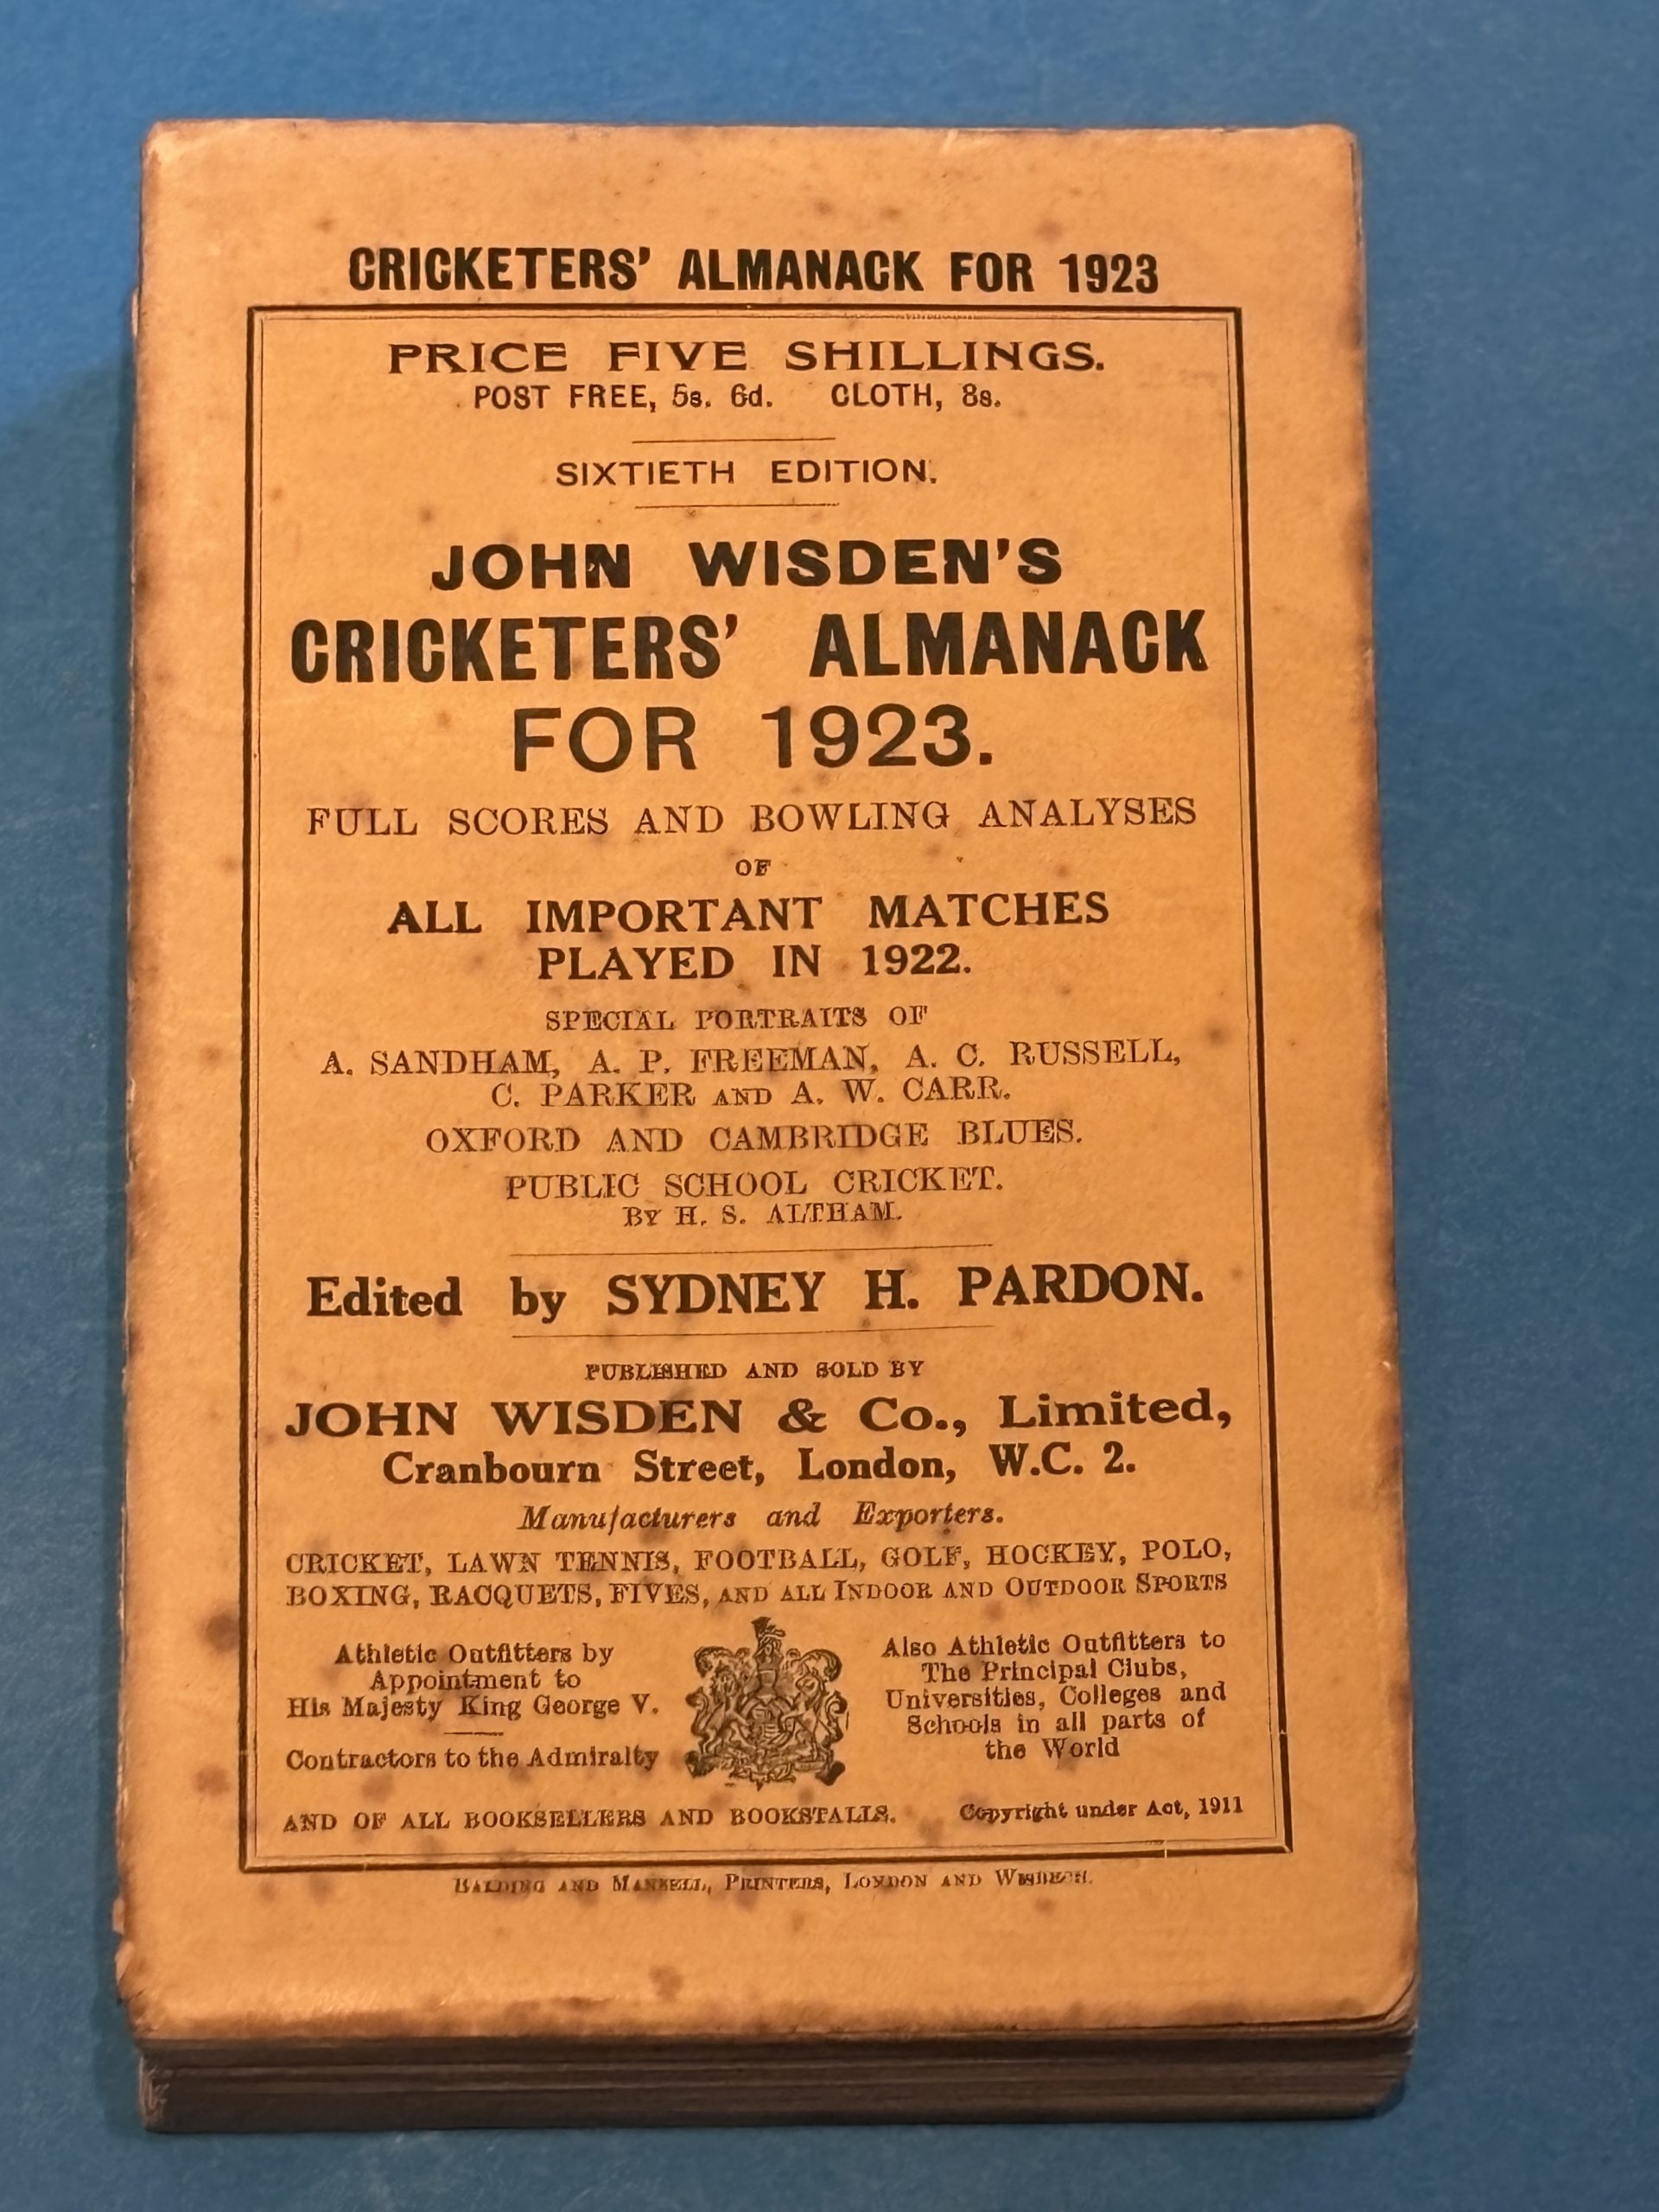 CRICKETERS' ALMANACK FOR 1923
PRICE FIVE SHILLINGS.
POST FREE, 5s. 6d. CLOTH, 8s.
SIXTIETH EDITION.
JOHN WISDEN'S
CRICKETERS' ALMANACK
FOR 1923.
FULL SCORES AND BOWLING ANALYSES
OF
ALL IMPORTANT MATCHES
PLAYED IN 1922.
SPECIAL PORTRAITS OF
A. SANDHAM, A. P. FREEMAN, A. C. RUSSELL,
C. PARKER AND A. W. CARR.
OXFORD AND CAMBRIDGE BLUES.
PUBLIC SCHOOL CRICKET.
BY H. S. ALTHAM.
Edited by SYDNEY H. PARDON.
PUBLISHED AND SOLD BY
JOHN WISDEN & Co., Limited,
Cranbourn Street, London, W.C. 2.
Manufacturers and Exporters.
CRICKET, LAWN TENNIS, FOOTBALL, GOLF, HOCKEY, POLO,
BOXING, RACQUETS, FIVES, AND ALL INDOOR AND OUTDOOR SPORTS
Athletic Outfitters by
Appointment to
His Majesty King George V.
Contractors to the Admiralty
Also Athletic Outfitters to
The Principal Clubs,
Universities, Colleges and
Schools in all parts of
the World
AND OF ALL BOOKSELLERS AND BOOKSTALLS. Copyright under Act, 1911
BALDING AND MANSELL, PRINTERS, LONDON AND WISBECH.